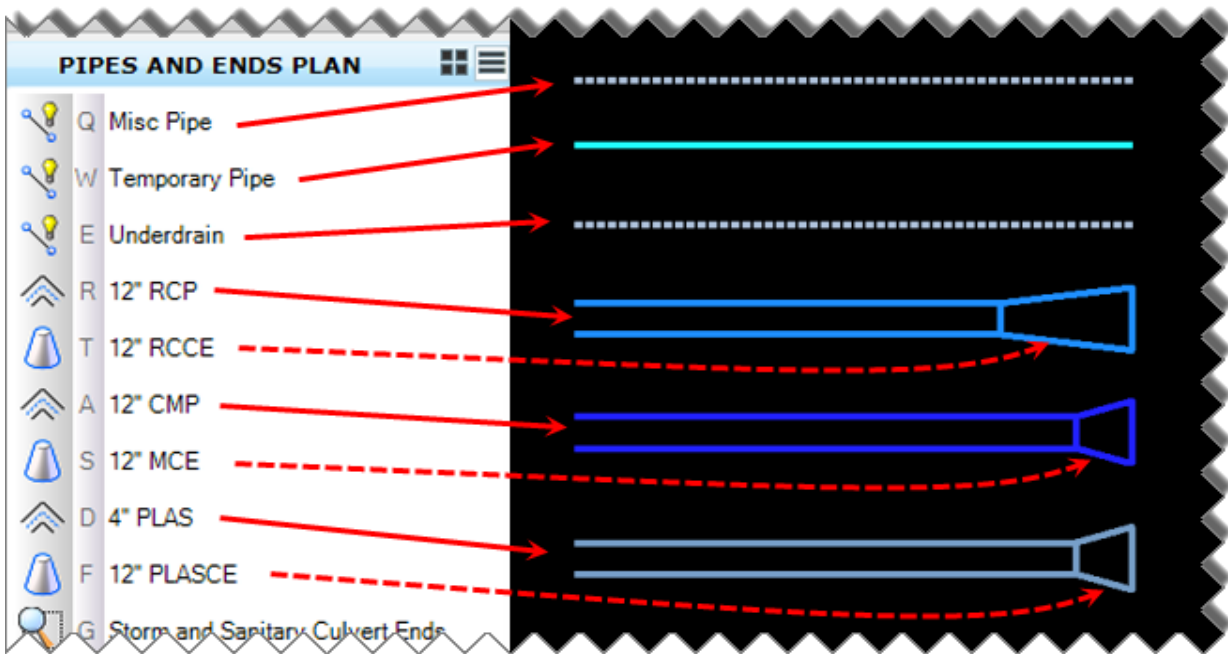 PIPES AND ENDS PLAN
Q Misc Pipe
W Temporary Pipe
E Underdrain
R 12" RCP
T 12" RCCE
A 12" CMP
S 12" MCE
D 4" PLAS
F 12" PLASCE
G Storm and Sanitary Culvert Ends